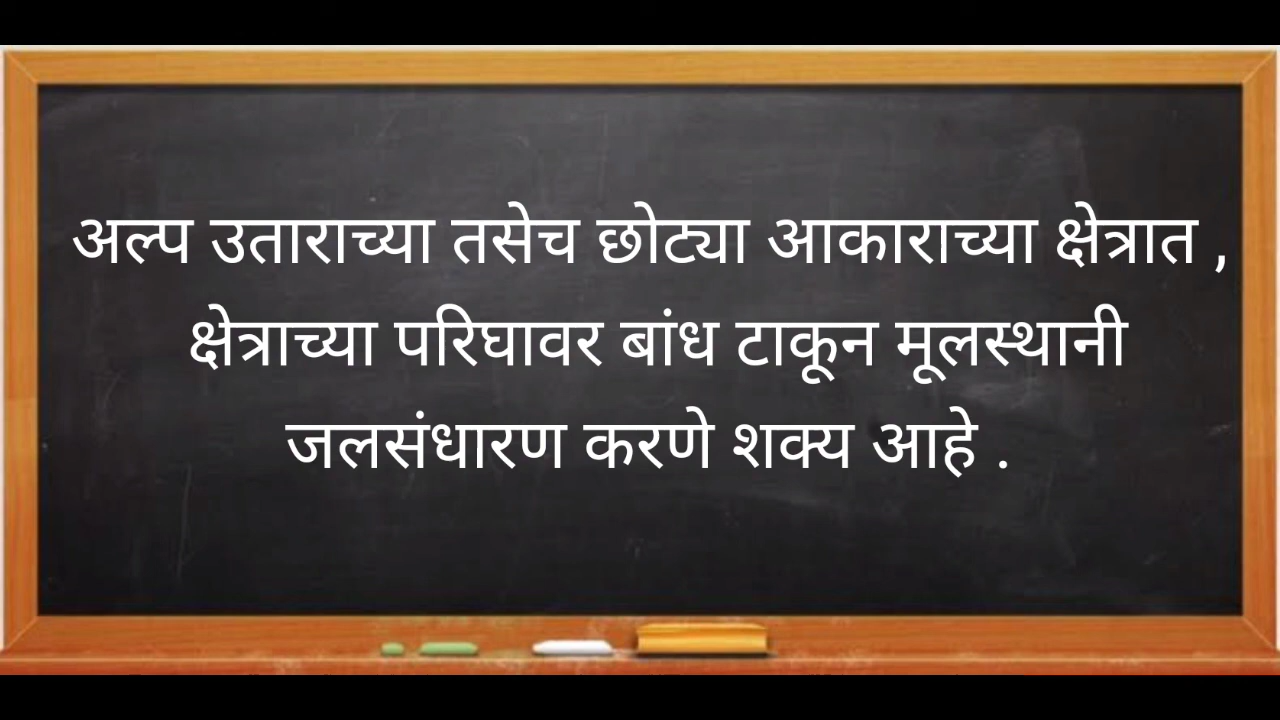 अल्प उताराच्या तसेच छोट्या आकाराच्या क्षेत्रात ,
क्षेत्राच्या परिघावर बांध टाकून मूलस्थानी
जलसंधारण करणे शक्य आहे .